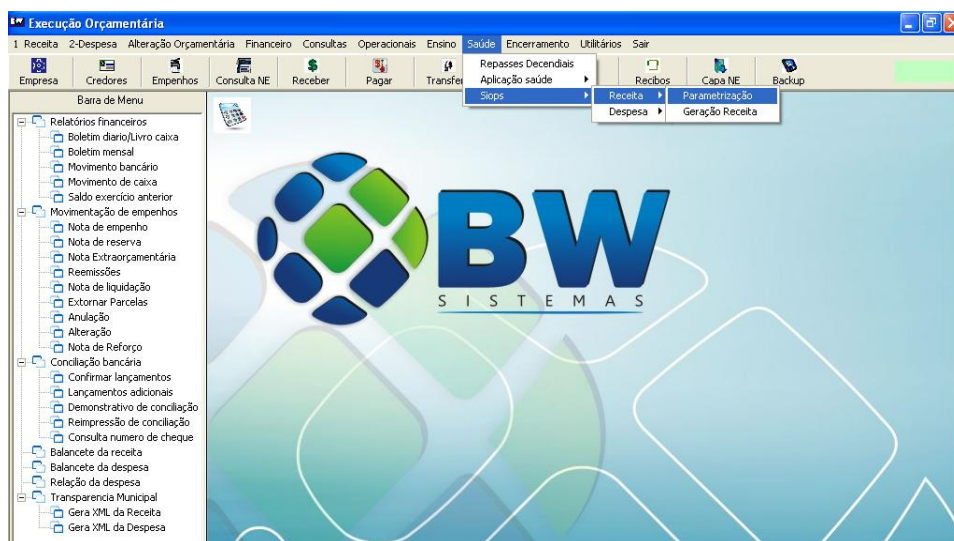 BW Execução Orçamentária
1 Receita 2-Despesa Alteração Orçamentária Financeiro Consultas Operacionais Ensino Saúde Encerramento Utilitários Sair
Empresa Credores Empenhos Consulta NE Receber Pagar Transfe Recibos Capa NE Backup
Repasses Decendiais
Aplicação saúde
Siops
Receita
Despesa
Parametrização
Geração Receita
Barra de Menu
Relatórios financeiros
Boletim diario/Livro caixa
Boletim mensal
Movimento bancário
Movimento de caixa
Saldo exercício anterior
Movimentação de empenhos
Nota de empenho
Nota de reserva
Nota Extraorçamentária
Reemissões
Nota de liquidação
Extornar Parcelas
Anulação
Alteração
Nota de Reforço
Conciliação bancária
Confirmar lançamentos
Lançamentos adicionais
Demonstrativo de conciliação
Reimpressão de conciliação
Consulta numero de cheque
Balancete da receita
Balancete da despesa
Relação da despesa
Transparencia Municipal
Gera XML da Receita
Gera XML da Despesa
BW
SISTEMAS